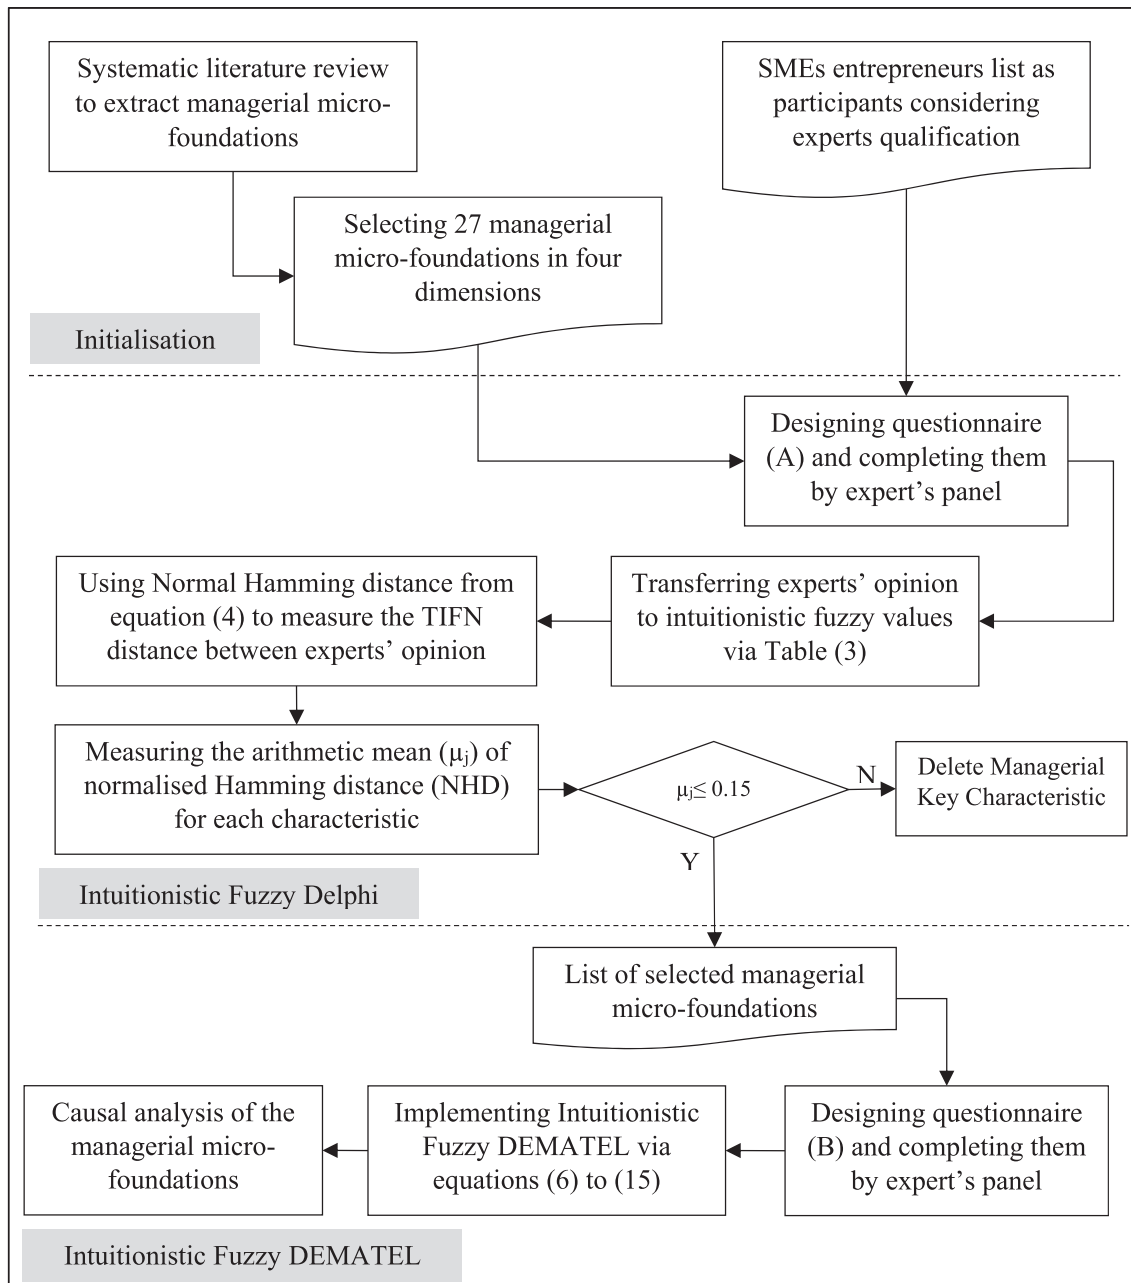 Systematic literature review
to extract managerial micro-
foundations
SMEs entrepreneurs list as
participants considering
experts qualification
Selecting 27 managerial
micro-foundations in four
dimensions
Initialisation
Designing questionnaire
(A) and completing them
by expert's panel
Transferring experts' opinion
to intuitionistic fuzzy values
via Table (3)
Using Normal Hamming distance from
equation (4) to measure the TIFN
distance between experts' opinion
Measuring the arithmetic mean (μⱼ) of
normalised Hamming distance (NHD)
for each characteristic
μⱼ≤ 0.15
N
Delete Managerial
Key Characteristic
Y
Intuitionistic Fuzzy Delphi
List of selected managerial
micro-foundations
Designing questionnaire
(B) and completing them
by expert's panel
Implementing Intuitionistic
Fuzzy DEMATEL via
equations (6) to (15)
Causal analysis of the
managerial micro-
foundations
Intuitionistic Fuzzy DEMATEL